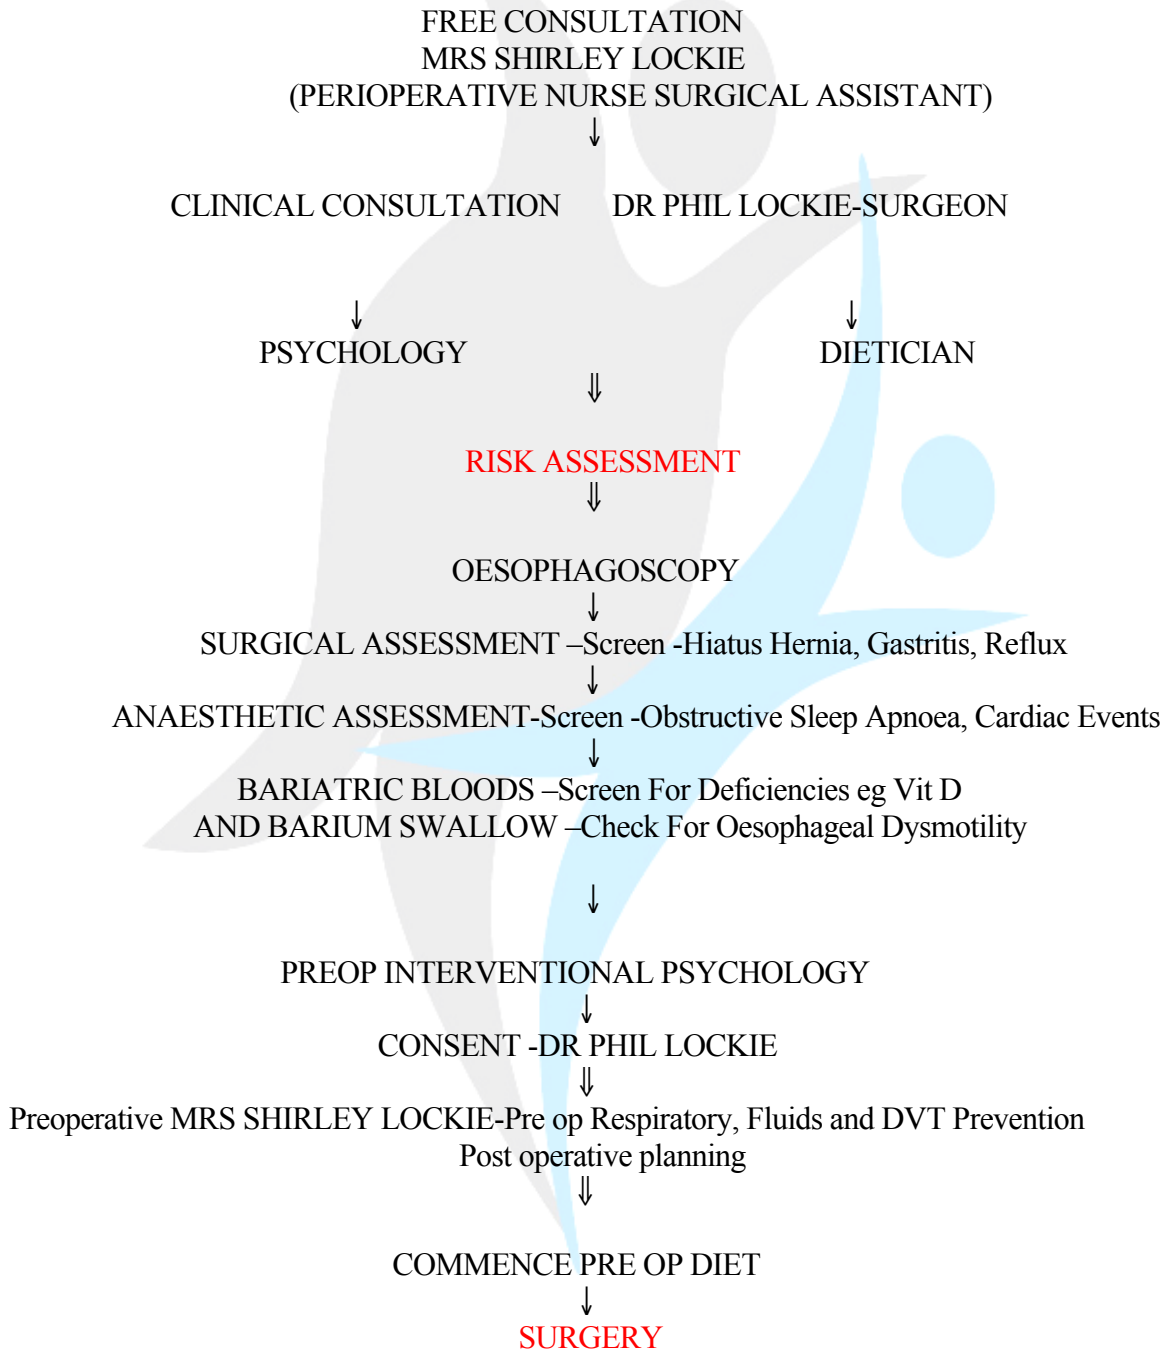 FREE CONSULTATION
MRS SHIRLEY LOCKIE
(PERIOPERATIVE NURSE SURGICAL ASSISTANT)
↓
CLINICAL CONSULTATION DR PHIL LOCKIE-SURGEON
↓ ↓
PSYCHOLOGY DIETICIAN
⇓
RISK ASSESSMENT
⇓
OESOPHAGOSCOPY
↓
SURGICAL ASSESSMENT –Screen -Hiatus Hernia, Gastritis, Reflux
↓
ANAESTHETIC ASSESSMENT-Screen -Obstructive Sleep Apnoea, Cardiac Events
↓
BARIATRIC BLOODS –Screen For Deficiencies eg Vit D
AND BARIUM SWALLOW –Check For Oesophageal Dysmotility
↓
PREOP INTERVENTIONAL PSYCHOLOGY
↓
CONSENT -DR PHIL LOCKIE
⇓
Preoperative MRS SHIRLEY LOCKIE-Pre op Respiratory, Fluids and DVT Prevention
Post operative planning
⇓
COMMENCE PRE OP DIET
↓
SURGERY